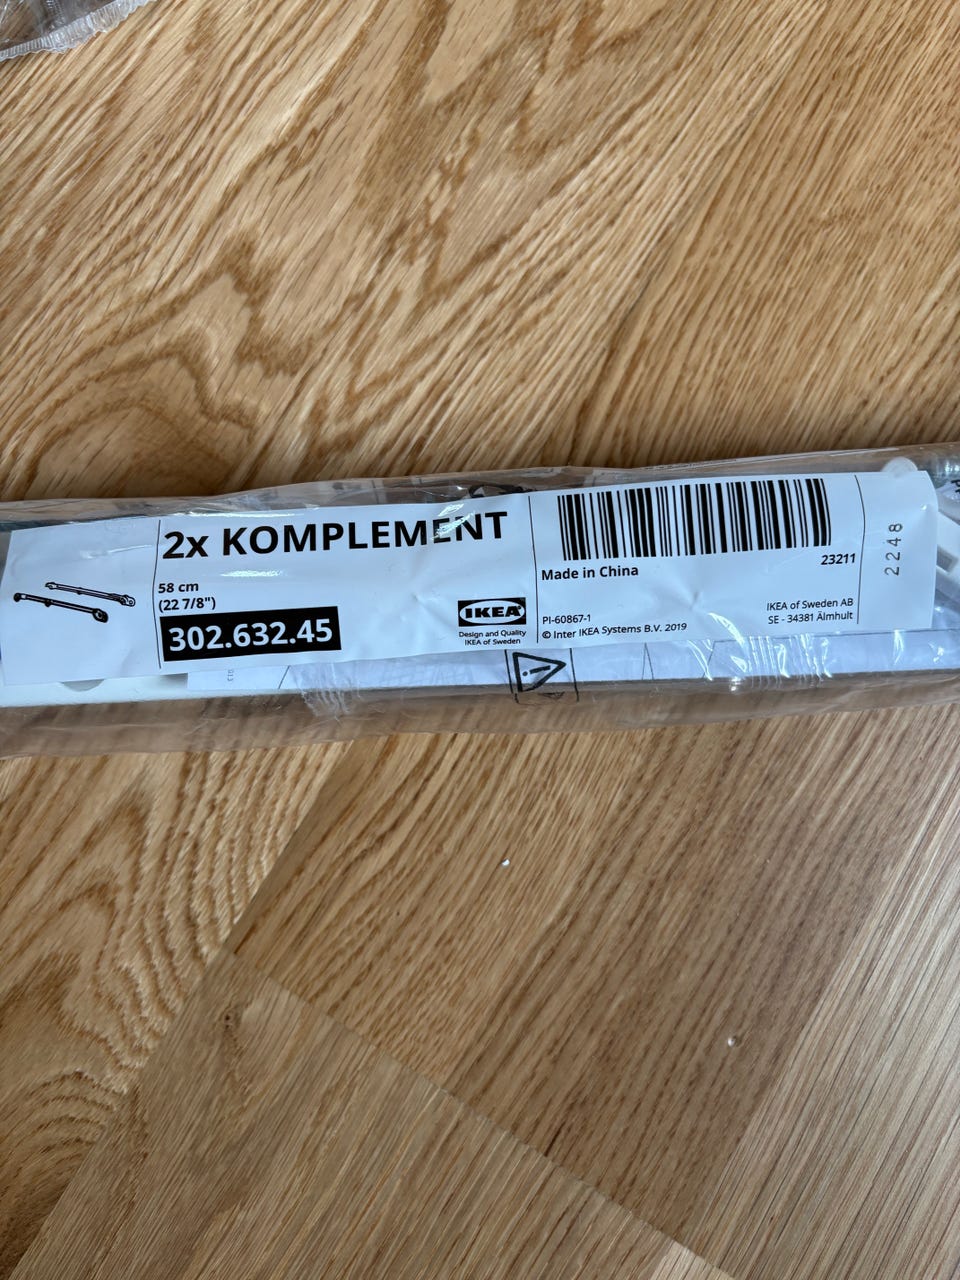 2x KOMPLEMENT
58 cm
(22 7/8")
302.632.45
IKEA
Design and Quality
IKEA of Sweden
Made in China
23211
PI-60867-1
© Inter IKEA Systems B.V. 2019
IKEA of Sweden AB
SE - 34381 Älmhult
2248